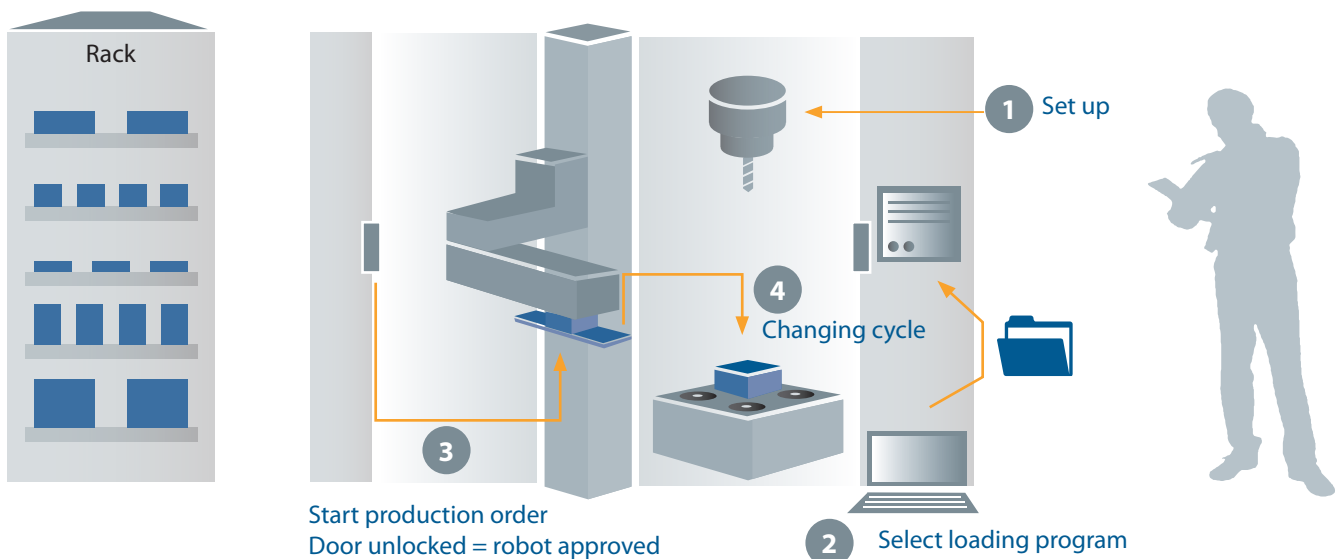 Rack
1 Set up
4
Changing cycle
3
Start production order
Door unlocked = robot approved
2 Select loading program